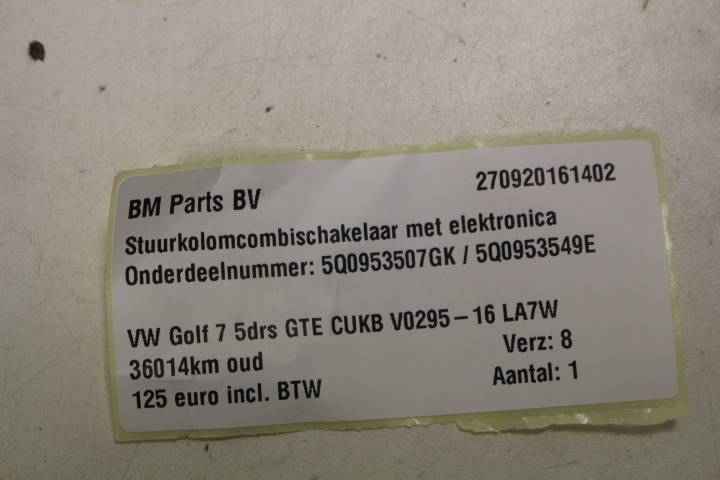 BM Parts BV 270920161402
Stuurkolomcombischakelaar met elektronica
Onderdeelnummer: 5Q0953507GK / 5Q0953549E
VW Golf 7 5drs GTE CUKB V0295-16 LA7W
36014km oud Verz: 8
125 euro incl. BTW Aantal: 1